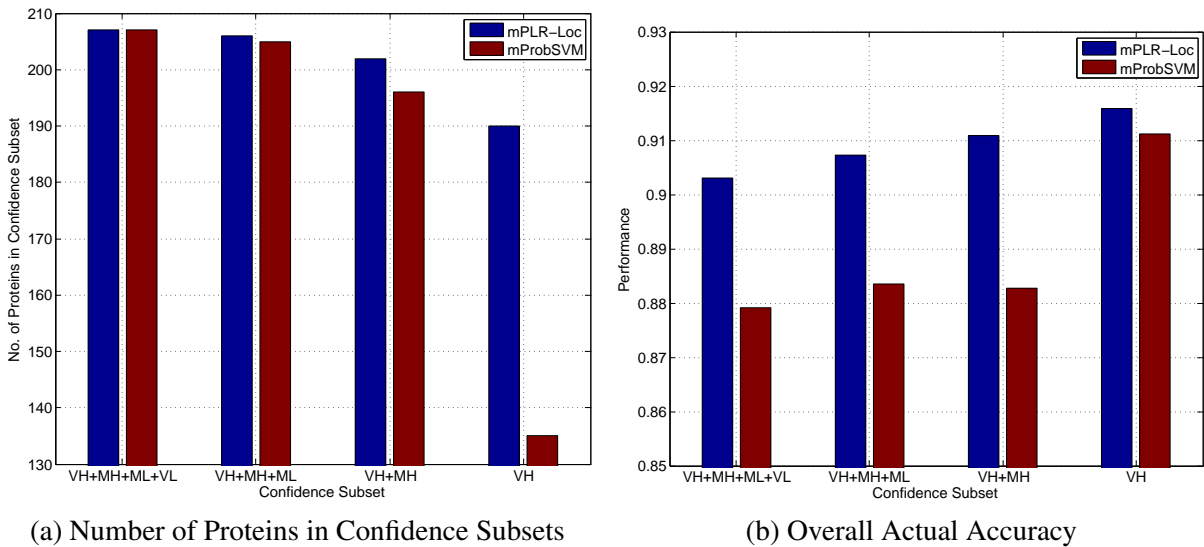 210
200
190
180
170
160
150
140
130
No. of Proteins in Confidence Subset
mPLR-Loc
mProbSVM
VH+MH+ML+VL VH+MH+ML VH+MH VH
Confidence Subset
(a) Number of Proteins in Confidence Subsets
0.93
0.92
0.91
0.9
0.89
0.88
0.87
0.86
0.85
Performance
mPLR-Loc
mProbSVM
VH+MH+ML+VL VH+MH+ML VH+MH VH
Confidence Subset
(b) Overall Actual Accuracy